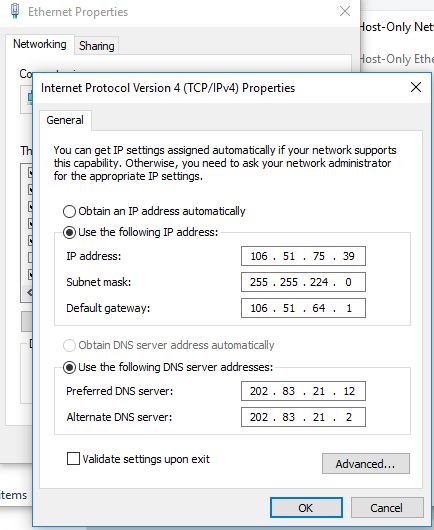 Ethernet Properties
Host-Only Net
Networking
Sharing
Host-Only Ethe
Internet Protocol Version 4 (TCP/IPv4) Properties
General
You can get IP settings assigned automatically if your network supports
this capability. Otherwise, you need to ask your network administrator
for the appropriate IP settings.
Obtain an IP address automatically
Use the following IP address:
IP address: 106 . 51 . 75 . 39
Subnet mask: 255 . 255 . 224 . 0
Default gateway: 106 . 51 . 64 . 1
Obtain DNS server address automatically
Use the following DNS server addresses:
Preferred DNS server: 202 . 83 . 21 . 12
Alternate DNS server: 202 . 83 . 21 . 2
Validate settings upon exit
Advanced...
items
OK
Cancel